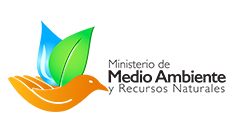 Ministerio de
Medio Ambiente
y Recursos Naturales